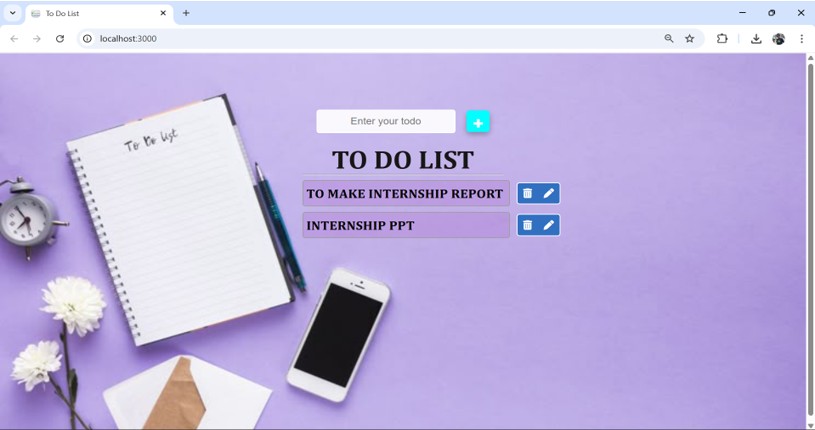 To Do List
localhost:3000
To Do List
Enter your todo
TO DO LIST
TO MAKE INTERNSHIP REPORT
INTERNSHIP PPT